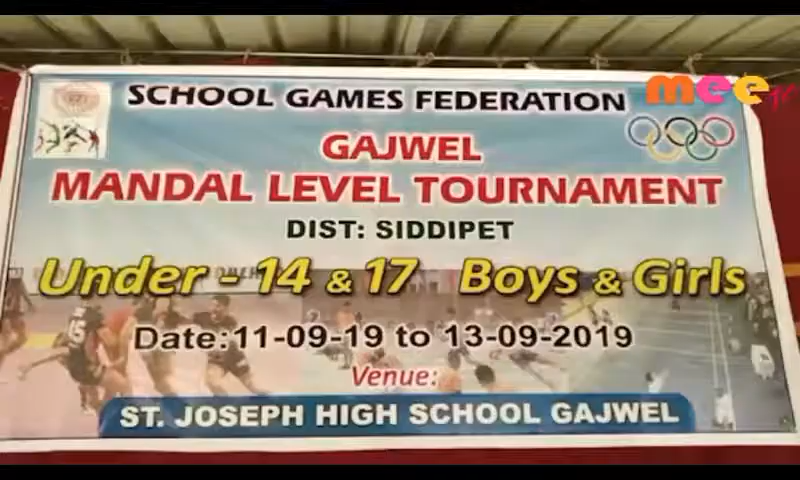 SCHOOL GAMES FEDERATION
mee tv
GAJWEL
MANDAL LEVEL TOURNAMENT
DIST: SIDDIPET
Under - 14 & 17 Boys & Girls
Date:11-09-19 to 13-09-2019
Venue:
ST. JOSEPH HIGH SCHOOL GAJWEL